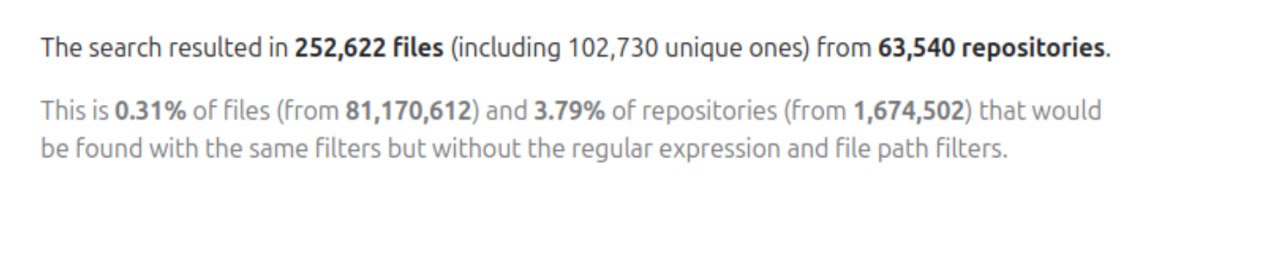 The search resulted in 252,622 files (including 102,730 unique ones) from 63,540 repositories.
This is 0.31% of files (from 81,170,612) and 3.79% of repositories (from 1,674,502) that would
be found with the same filters but without the regular expression and file path filters.